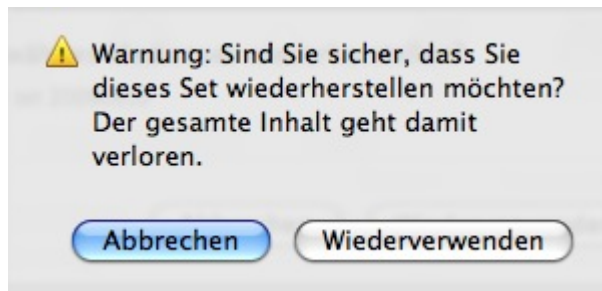 Warnung: Sind Sie sicher, dass Sie
dieses Set wiederherstellen möchten?
Der gesamte Inhalt geht damit
verloren.
Abbrechen
Wiederverwenden